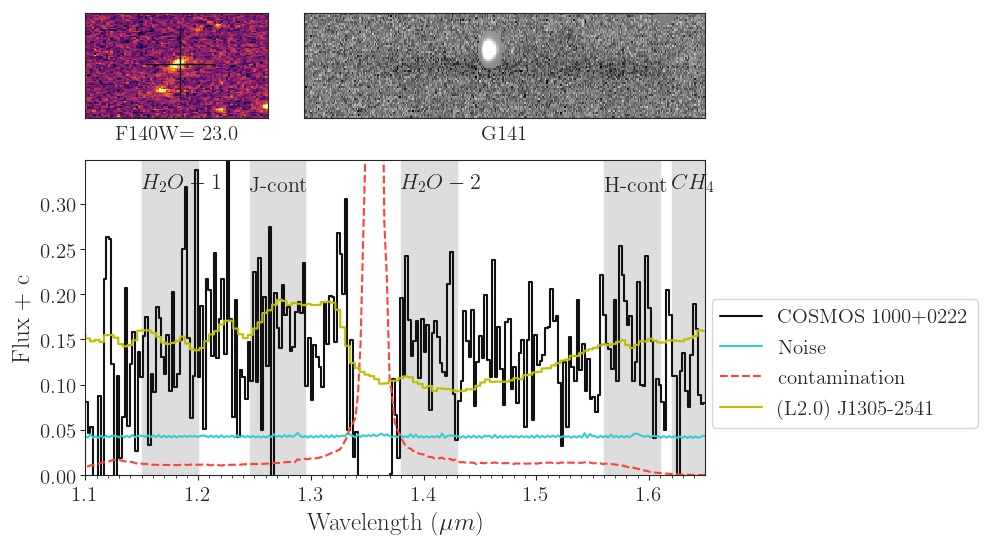 F140W= 23.0
G141
H₂O − 1
J-cont
H₂O − 2
H-cont
CH₄
0.30
0.25
0.20
0.15
0.10
0.05
0.00
Flux + c
1.1
1.2
1.3
1.4
1.5
1.6
Wavelength (μm)
COSMOS 1000+0222
Noise
contamination
(L2.0) J1305-2541